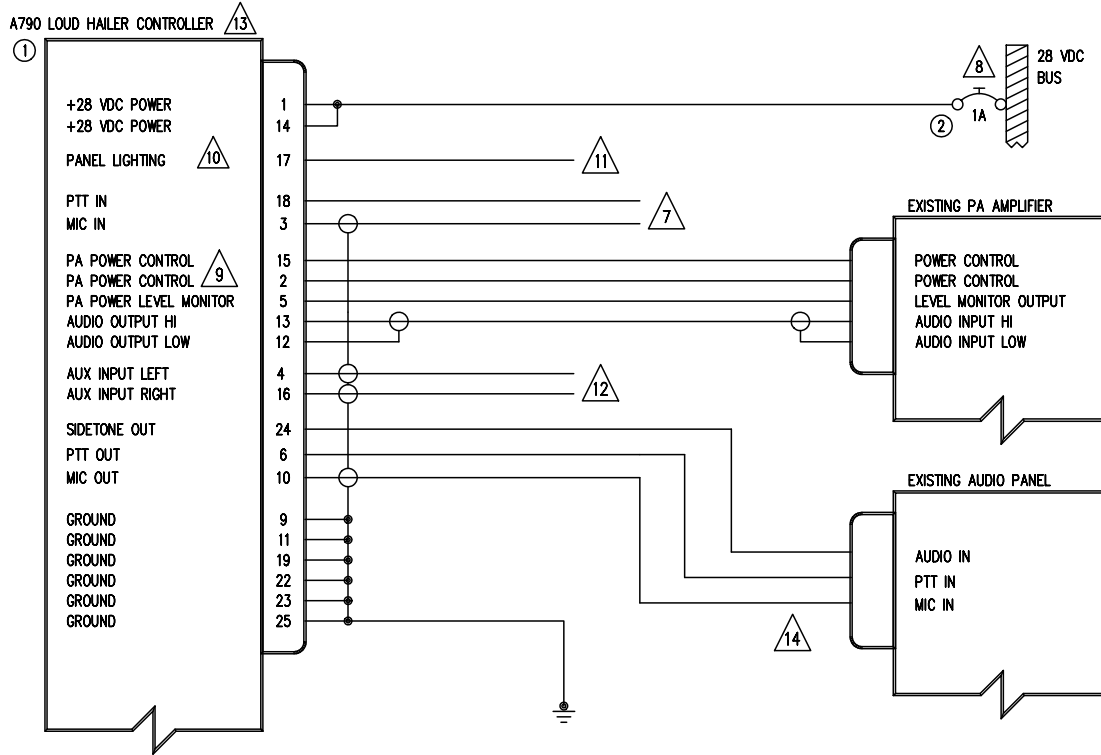 A790 LOUD HAILER CONTROLLER 13
1
8
28 VDC
BUS
+28 VDC POWER 1
+28 VDC POWER 14
2
1A
PANEL LIGHTING 10 17 11
PTT IN 18
MIC IN 3 7
EXISTING PA AMPLIFIER
PA POWER CONTROL 15 POWER CONTROL
PA POWER CONTROL 9 2 POWER CONTROL
PA POWER LEVEL MONITOR 5 LEVEL MONITOR OUTPUT
AUDIO OUTPUT HI 13 AUDIO INPUT HI
AUDIO OUTPUT LOW 12 AUDIO INPUT LOW
AUX INPUT LEFT 4
AUX INPUT RIGHT 16 12
SIDETONE OUT 24
PTT OUT 6
MIC OUT 10
EXISTING AUDIO PANEL
GROUND 9
GROUND 11
GROUND 19
GROUND 22
GROUND 23
GROUND 25
AUDIO IN
PTT IN
MIC IN
14